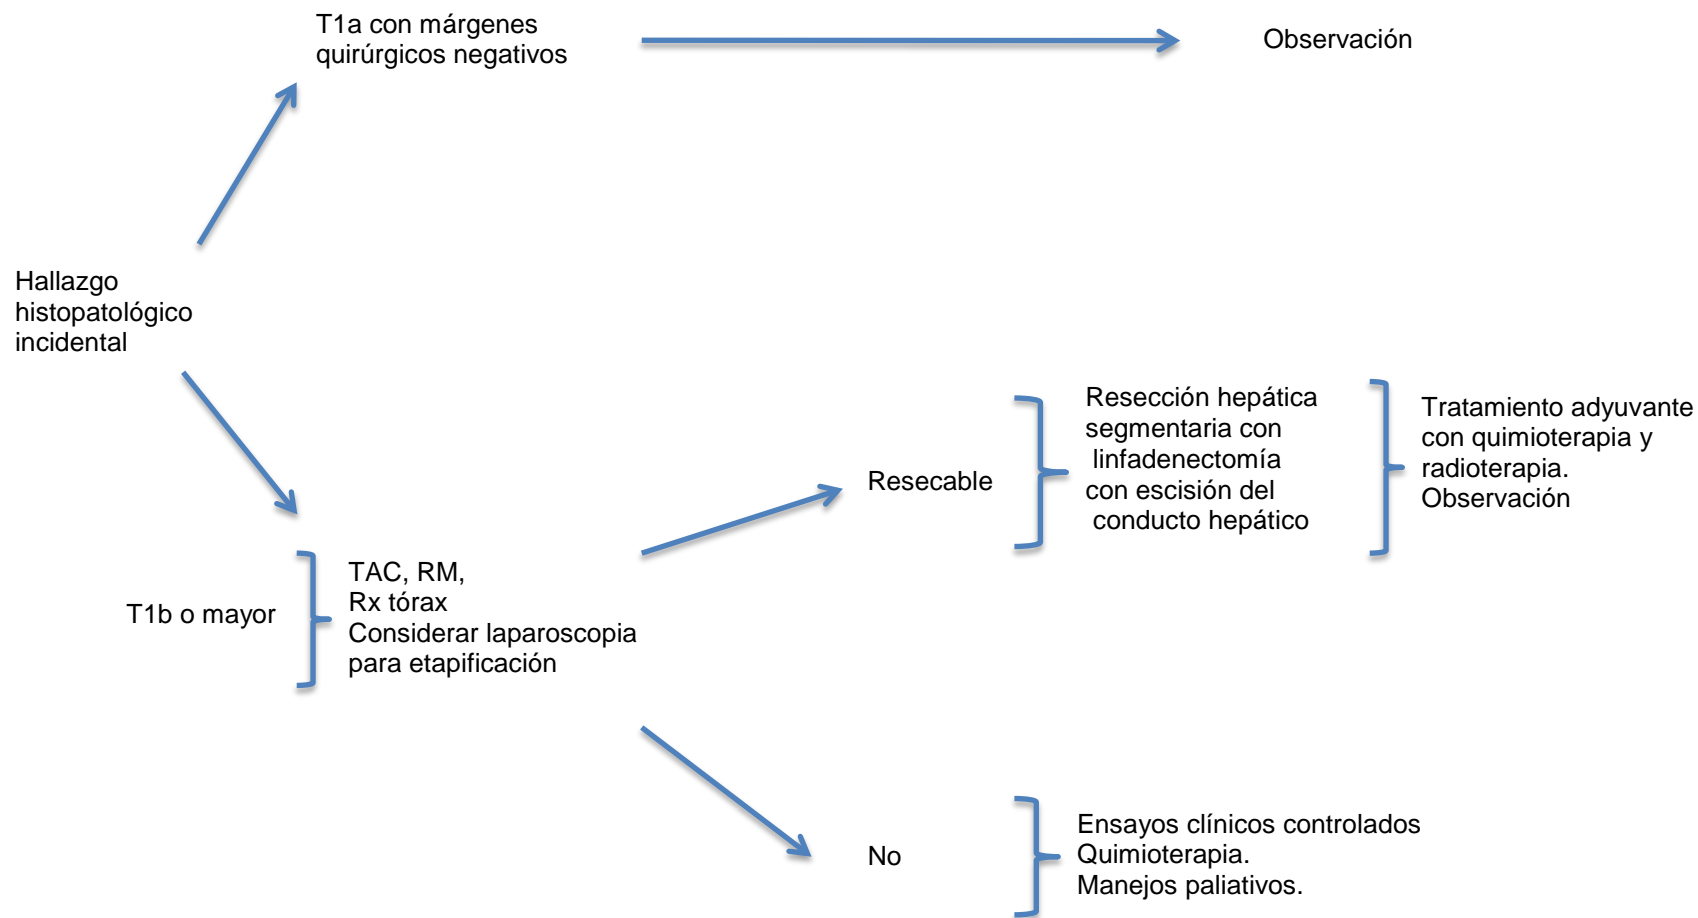 T1a con márgenes
quirúrgicos negativos
Observación
Hallazgo
histopatológico
incidental
T1b o mayor
TAC, RM,
Rx tórax
Considerar laparoscopia
para etapificación
Resecable
Resección hepática
segmentaria con
linfadenectomía
con escisión del
conducto hepático
Tratamiento adyuvante
con quimioterapia y
radioterapia.
Observación
No
Ensayos clínicos controlados
Quimioterapia.
Manejos paliativos.